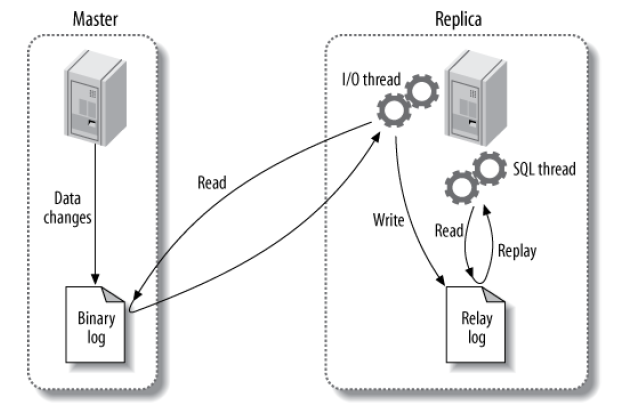 Master
Replica
I/O thread
SQL thread
Read
Data
changes
Write
Read
Replay
Binary
log
Relay
log